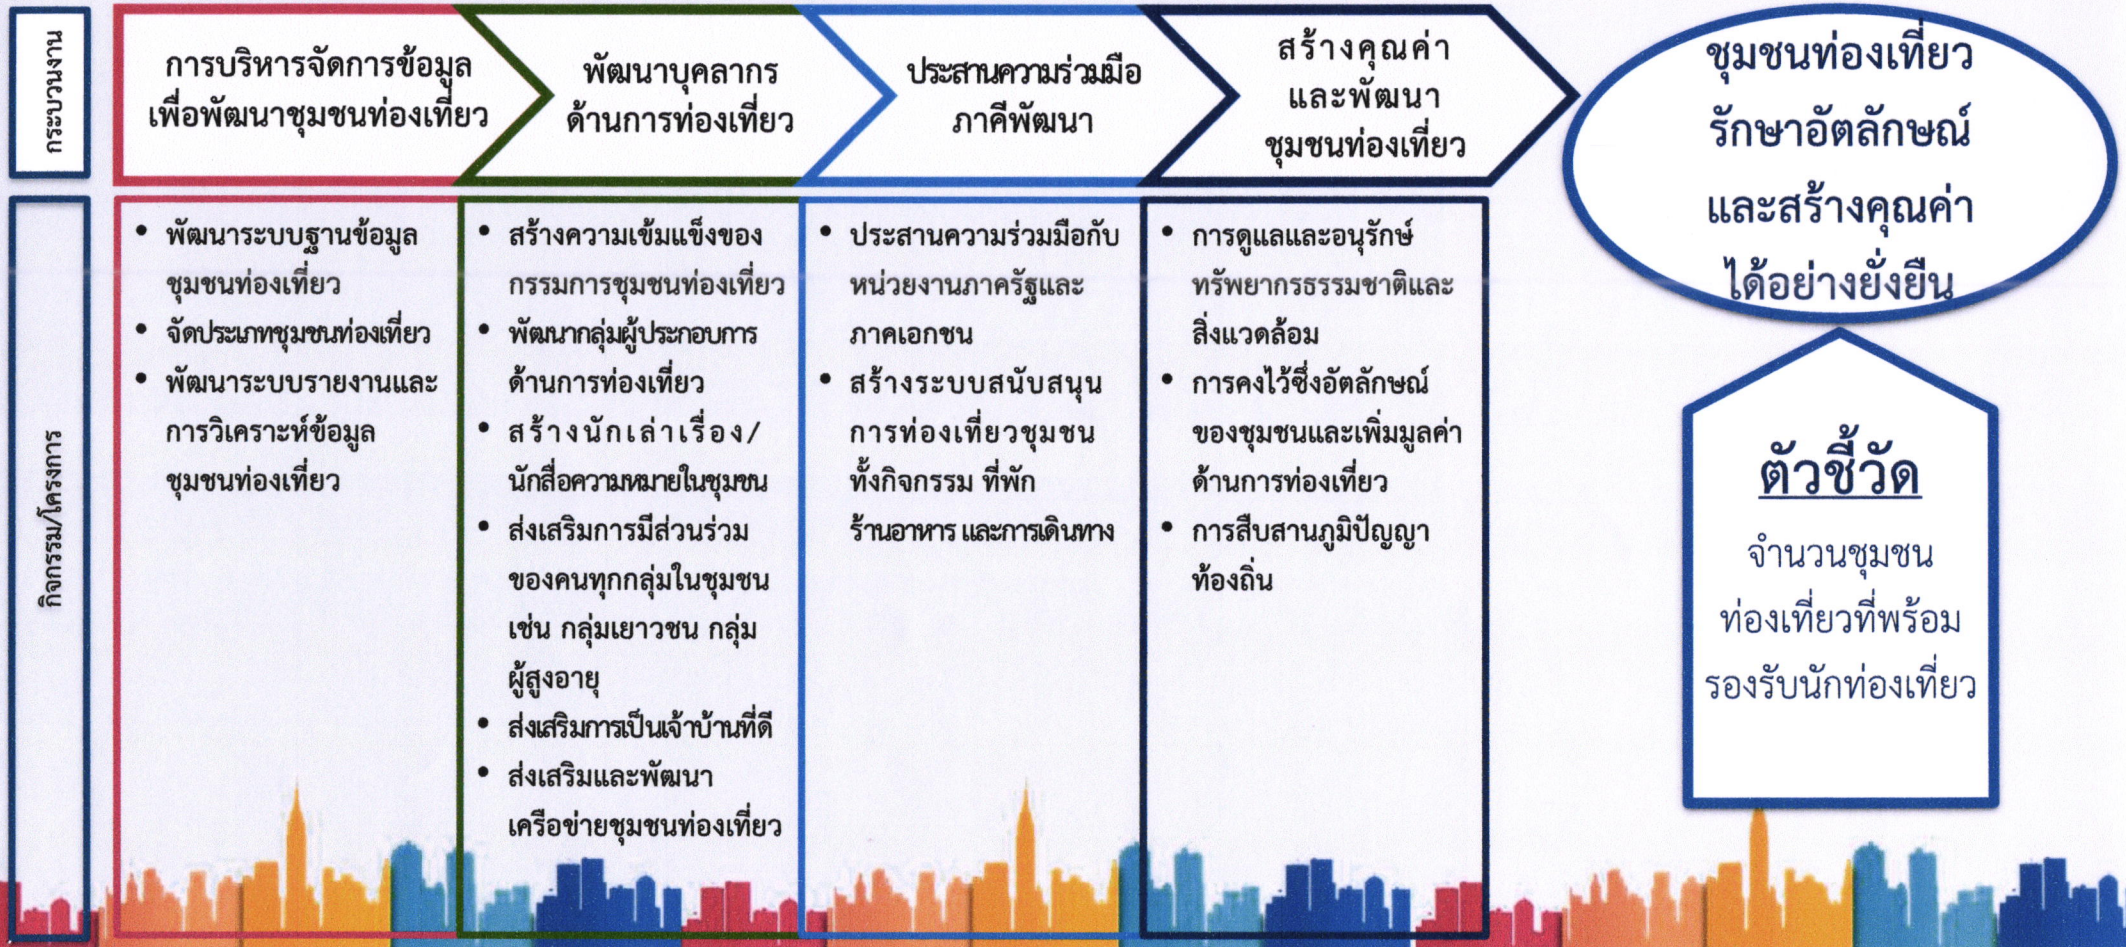 กระบวนงาน
การบริหารจัดการข้อมูล
เพื่อพัฒนาชุมชนท่องเที่ยว
พัฒนาบุคลากร
ด้านการท่องเที่ยว
ประสานความร่วมมือ
ภาคีพัฒนา
สร้างคุณค่า
และพัฒนา
ชุมชนท่องเที่ยว
ชุมชนท่องเที่ยว
รักษาอัตลักษณ์
และสร้างคุณค่า
ได้อย่างยั่งยืน
กิจกรรม/โครงการ
• พัฒนาระบบฐานข้อมูล
ชุมชนท่องเที่ยว
• จัดประเภทชุมชนท่องเที่ยว
• พัฒนาระบบรายงานและ
การวิเคราะห์ข้อมูล
ชุมชนท่องเที่ยว
• สร้างความเข้มแข็งของ
กรรมการชุมชนท่องเที่ยว
• พัฒนากลุ่มผู้ประกอบการ
ด้านการท่องเที่ยว
• สร้างนักเล่าเรื่อง/
นักสื่อความหมายในชุมชน
• ส่งเสริมการมีส่วนร่วม
ของคนทุกกลุ่มในชุมชน
เช่น กลุ่มเยาวชน กลุ่ม
ผู้สูงอายุ
• ส่งเสริมการเป็นเจ้าบ้านที่ดี
• ส่งเสริมและพัฒนา
เครือข่ายชุมชนท่องเที่ยว
• ประสานความร่วมมือกับ
หน่วยงานภาครัฐและ
ภาคเอกชน
• สร้างระบบสนับสนุน
การท่องเที่ยวชุมชน
ทั้งกิจกรรม ที่พัก
ร้านอาหาร และการเดินทาง
• การดูแลและอนุรักษ์
ทรัพยากรธรรมชาติและ
สิ่งแวดล้อม
• การคงไว้ซึ่งอัตลักษณ์
ของชุมชนและเพิ่มมูลค่า
ด้านการท่องเที่ยว
• การสืบสานภูมิปัญญา
ท้องถิ่น
ตัวชี้วัด
จำนวนชุมชน
ท่องเที่ยวที่พร้อม
รองรับนักท่องเที่ยว